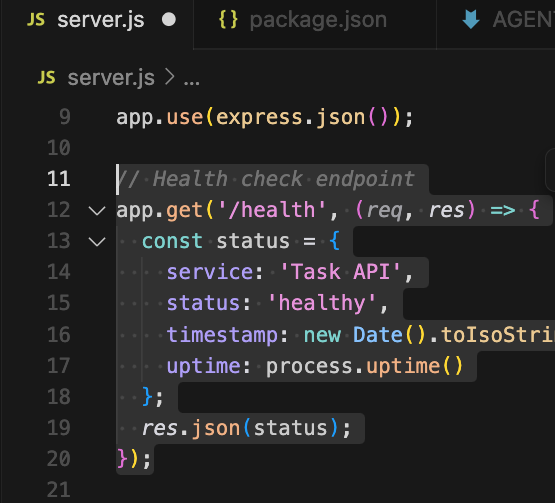 JS server.js ● {} package.json AGEN
JS server.js > ...
9 app.use(express.json());
10
11 // Health check endpoint
12 app.get('/health', (req, res) => {
13 const status = {
14 service: 'Task API',
15 status: 'healthy',
16 timestamp: new Date().toIsoStrin
17 uptime: process.uptime()
18 };
19 res.json(status);
20 });
21